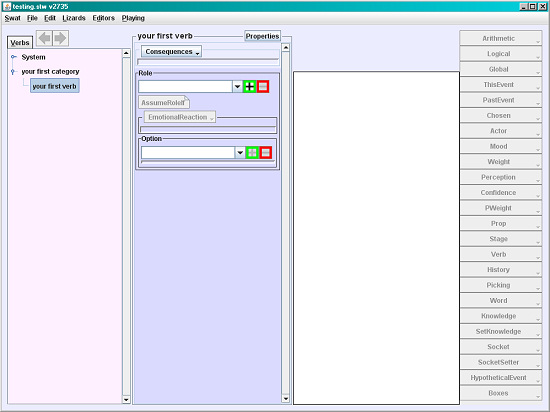 testing.stw v2735
Swat File Edit Lizards Editors Playing
Verbs
System
your first category
your first verb
your first verb
Properties
Consequences
Role
AssumeRoleIf
EmotionalReaction
Option
Arithmetic
Logical
Global
ThisEvent
PastEvent
Chosen
Actor
Mood
Weight
Perception
Confidence
PWeight
Prop
Stage
Verb
History
Picking
Word
Knowledge
SetKnowledge
Socket
SocketSetter
HypotheticalEvent
Boxes